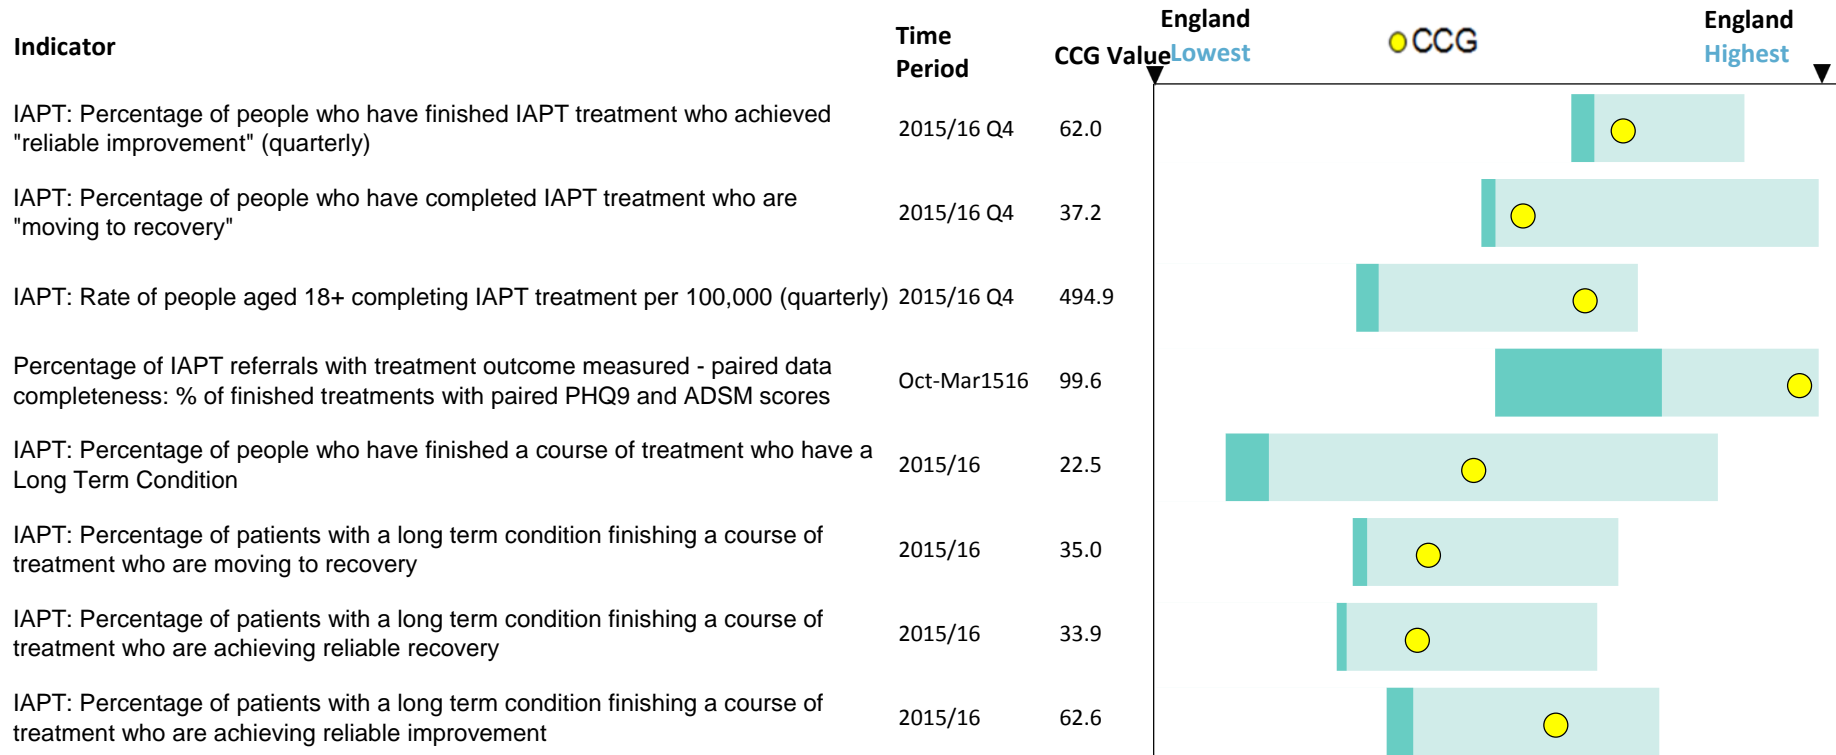 Indicator
Time
Period
CCG Value
England
Lowest
CCG
England
Highest
IAPT: Percentage of people who have finished IAPT treatment who achieved
"reliable improvement" (quarterly)
2015/16 Q4
62.0
IAPT: Percentage of people who have completed IAPT treatment who are
"moving to recovery"
2015/16 Q4
37.2
IAPT: Rate of people aged 18+ completing IAPT treatment per 100,000 (quarterly)
2015/16 Q4
494.9
Percentage of IAPT referrals with treatment outcome measured - paired data
completeness: % of finished treatments with paired PHQ9 and ADSM scores
Oct-Mar1516
99.6
IAPT: Percentage of people who have finished a course of treatment who have a
Long Term Condition
2015/16
22.5
IAPT: Percentage of patients with a long term condition finishing a course of
treatment who are moving to recovery
2015/16
35.0
IAPT: Percentage of patients with a long term condition finishing a course of
treatment who are achieving reliable recovery
2015/16
33.9
IAPT: Percentage of patients with a long term condition finishing a course of
treatment who are achieving reliable improvement
2015/16
62.6